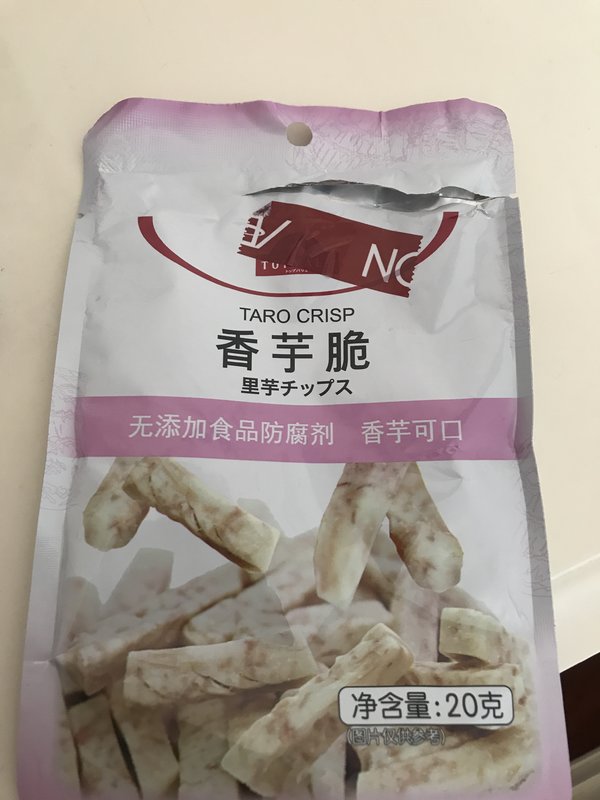 NO
TARO CRISP
香芋脆
里芋チップス
无添加食品防腐剂 香芋可口
净含量:20克
(图片仅供参考)